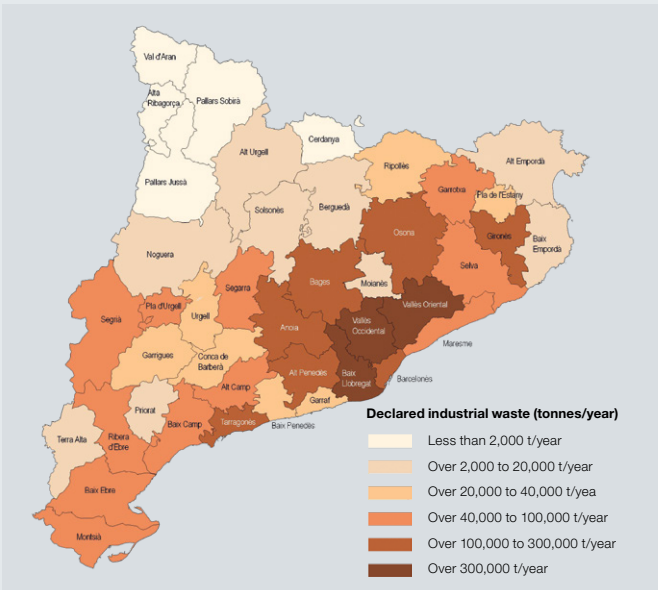 Val d'Aran
Alta
Ribagorça
Pallars Sobirà
Cerdanya
Alt Urgell
Ripollès
Alt Empordà
Pallars Jussà
Garrotxa
Pla de l'Estany
Solsonès
Berguedà
Osona
Gironès
Baix
Empordà
Noguera
Selva
Bages
Moianès
Segarra
Vallès Oriental
Segrià
Pla d'Urgell
Urgell
Anoia
Vallès
Occidental
Maresme
Garrigues
Conca de
Barberà
Alt Penedès
Baix
Llobregat
Barcelonès
Alt Camp
Garraf
Priorat
Baix Camp
Tarragonès
Baix Penedès
Terra Alta
Ribera
d'Ebre
Baix Ebre
Montsià
Declared industrial waste (tonnes/year)
Less than 2,000 t/year
Over 2,000 to 20,000 t/year
Over 20,000 to 40,000 t/yea
Over 40,000 to 100,000 t/year
Over 100,000 to 300,000 t/year
Over 300,000 t/year